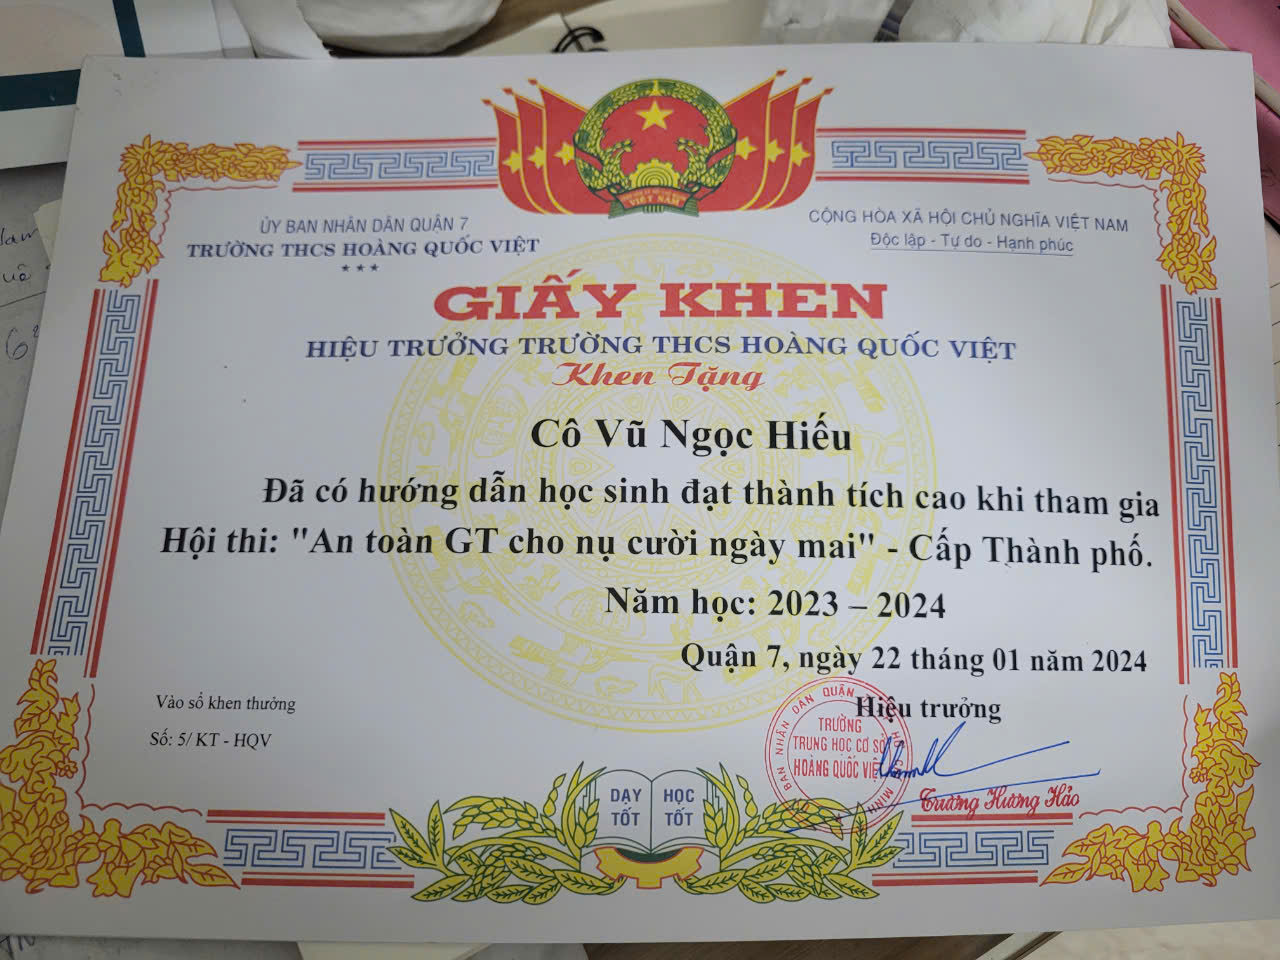 VIỆT NAM
ỦY BAN NHÂN DÂN QUẬN 7
TRƯỜNG THCS HOÀNG QUỐC VIỆT
CỘNG HÒA XÃ HỘI CHỦ NGHĨA VIỆT NAM
Độc lập - Tự do - Hạnh phúc
GIẤY KHEN
HIỆU TRƯỞNG TRƯỜNG THCS HOÀNG QUỐC VIỆT
Khen Tặng
Cô Vũ Ngọc Hiếu
Đã có hướng dẫn học sinh đạt thành tích cao khi tham gia
Hội thi: "An toàn GT cho nụ cười ngày mai" - Cấp Thành phố.
Năm học: 2023 – 2024
Quận 7, ngày 22 tháng 01 năm 2024
Hiệu trưởng
Vào sổ khen thưởng
Số: 5/ KT - HQV
BAN NHÂN DÂN QUẬN
TRƯỜNG
TRUNG HỌC CƠ SỞ
HOÀNG QUỐC VIỆT
MINH
Trương Hương Hảo
DẠY TỐT
HỌC TỐT